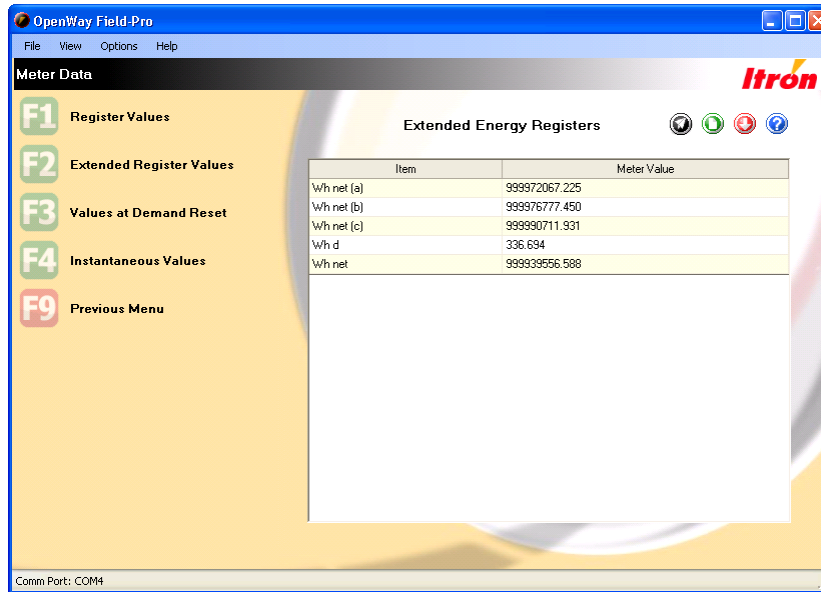 OpenWay Field-Pro
File View Options Help
Meter Data
Itrón
F1 Register Values
F2 Extended Register Values
F3 Values at Demand Reset
F4 Instantaneous Values
F9 Previous Menu
Extended Energy Registers
?
Item Meter Value
Wh net (a) 999972067.225
Wh net (b) 999976777.450
Wh net (c) 999990711.931
Wh d 336.694
Wh net 999939556.588
Comm Port: COM4